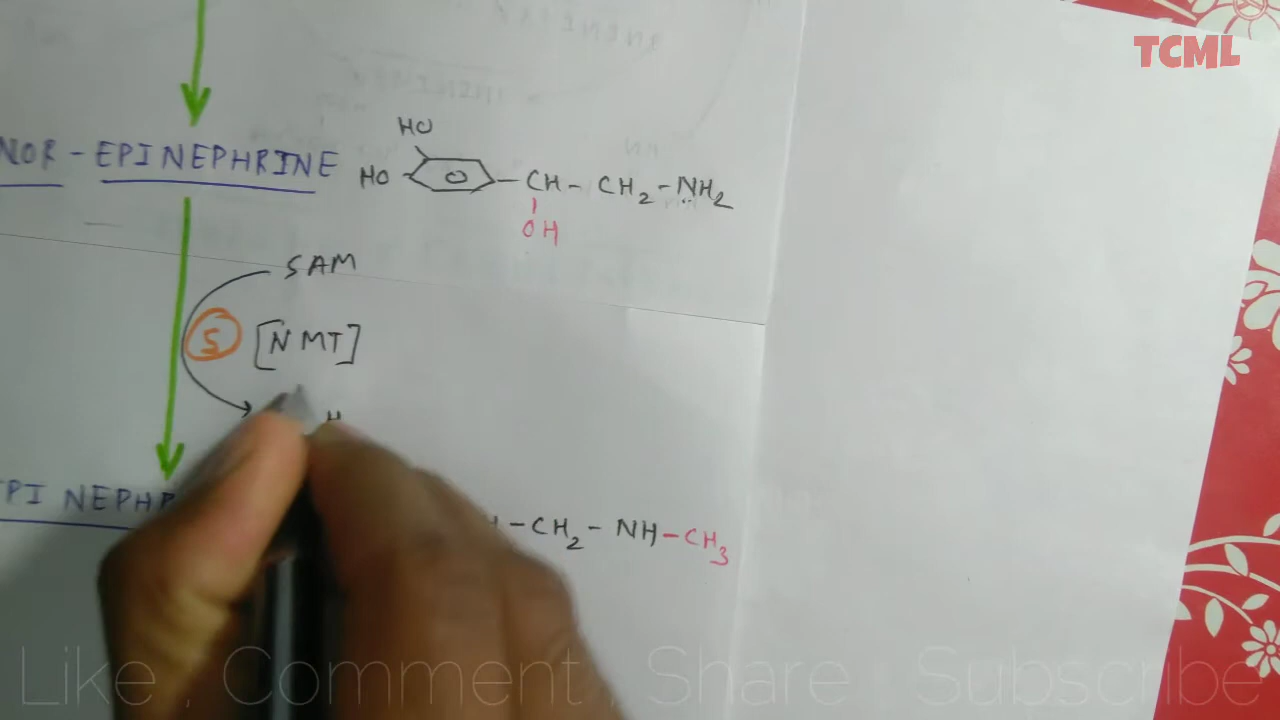 TCML
HO
NOR-EPINEPHRINE HO CH- CH2-NH2
OH
SAM
5 [NMT]
H
EPINEPHR -CH2-NH-CH3
Like , Comment , Share , Subscribe